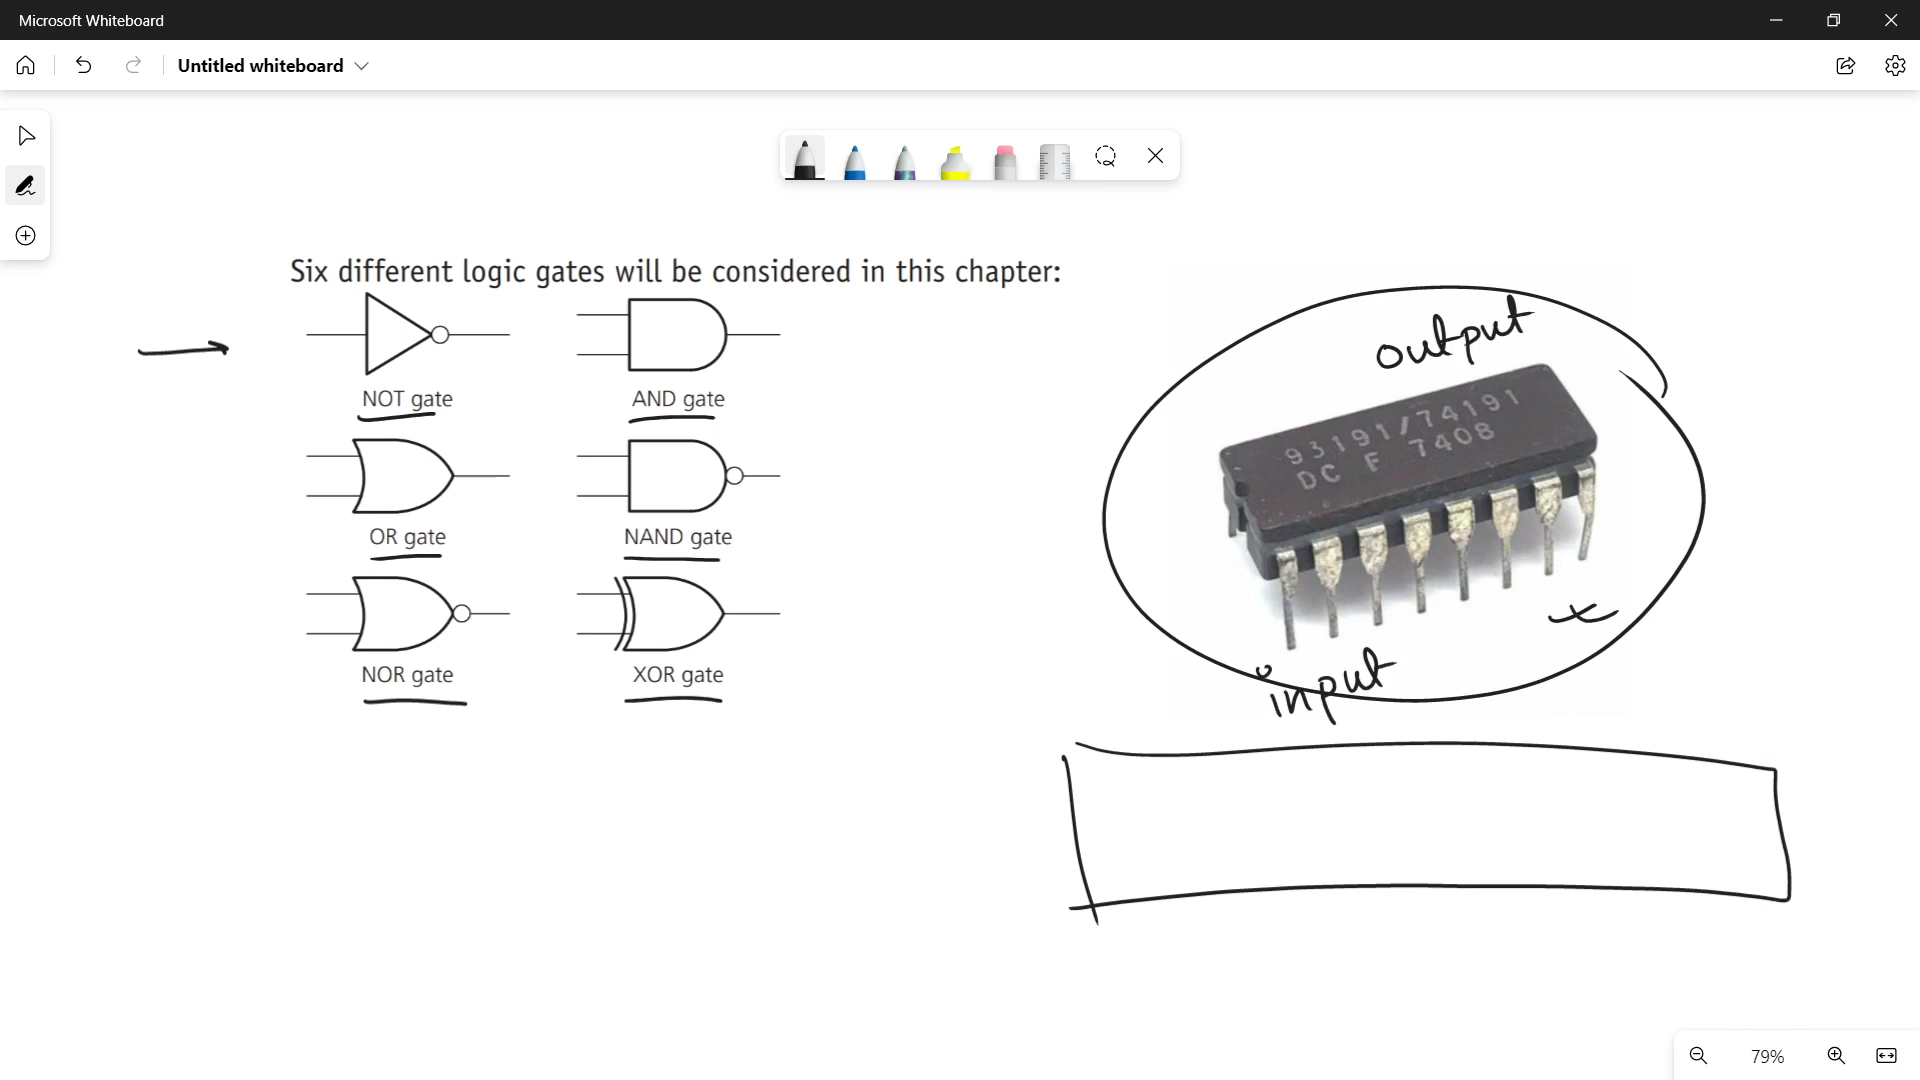 Microsoft Whiteboard
Untitled whiteboard
Six different logic gates will be considered in this chapter:
NOT gate
AND gate
OR gate
NAND gate
NOR gate
XOR gate
output
93191/74191
DC F 7408
input
79%